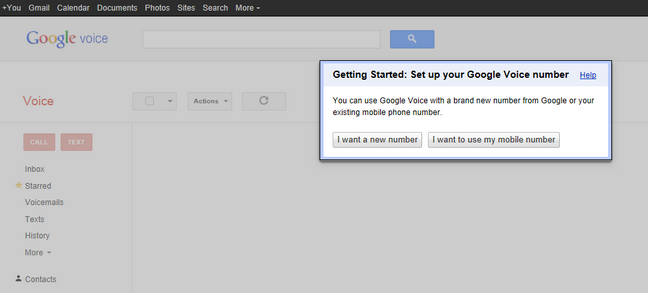 +You Gmail Calendar Documents Photos Sites Search More
Google voice
Getting Started: Set up your Google Voice number Help
You can use Google Voice with a brand new number from Google or your
existing mobile phone number.
I want a new number I want to use my mobile number
Voice Actions
CALL TEXT
Inbox
Starred
Voicemails
Texts
History
More
Contacts